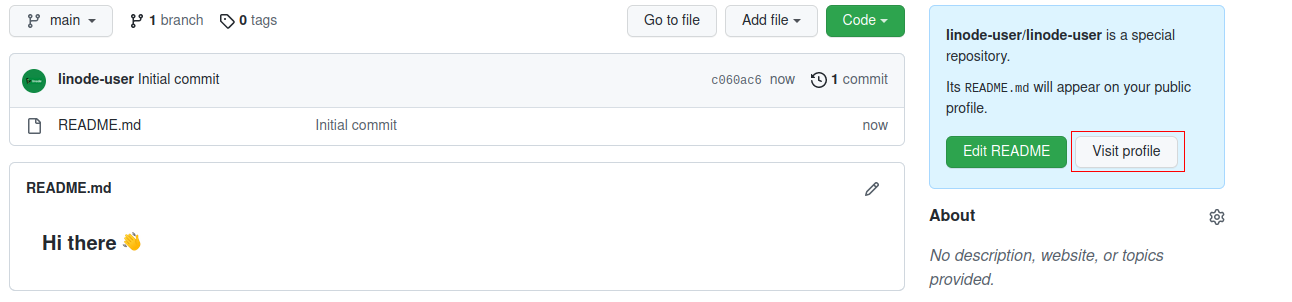 main 1 branch 0 tags Go to file Add file Code
linode-user Initial commit c060ac6 now 1 commit
README.md Initial commit now
README.md
Hi there 👋
linode-user/linode-user is a special
repository.
Its README.md will appear on your public
profile.
Edit README Visit profile
About
No description, website, or topics
provided.